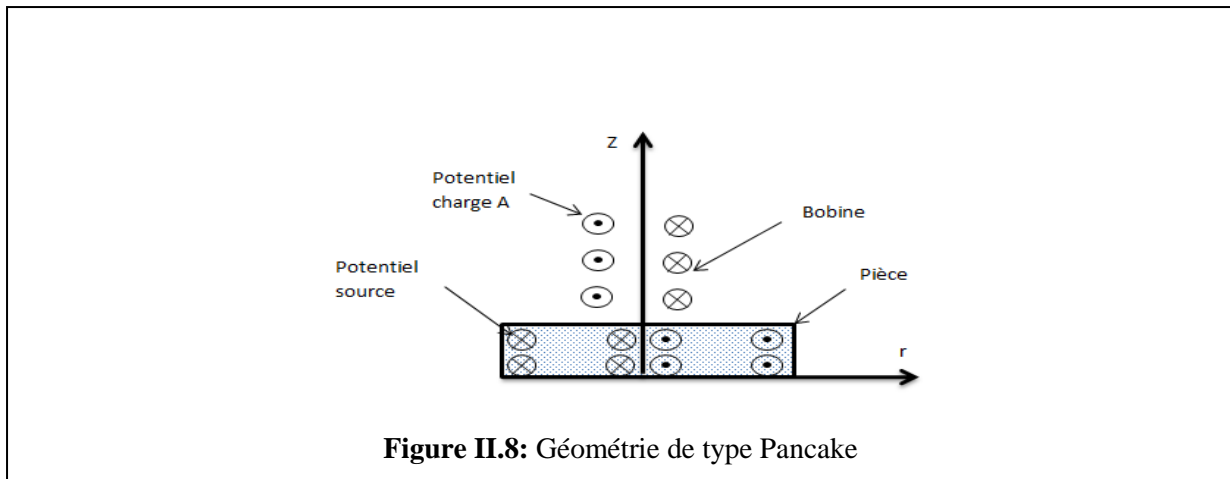 Z
Potentiel
charge A
Bobine
Potentiel
source
Pièce
r
Figure II.8: Géométrie de type Pancake